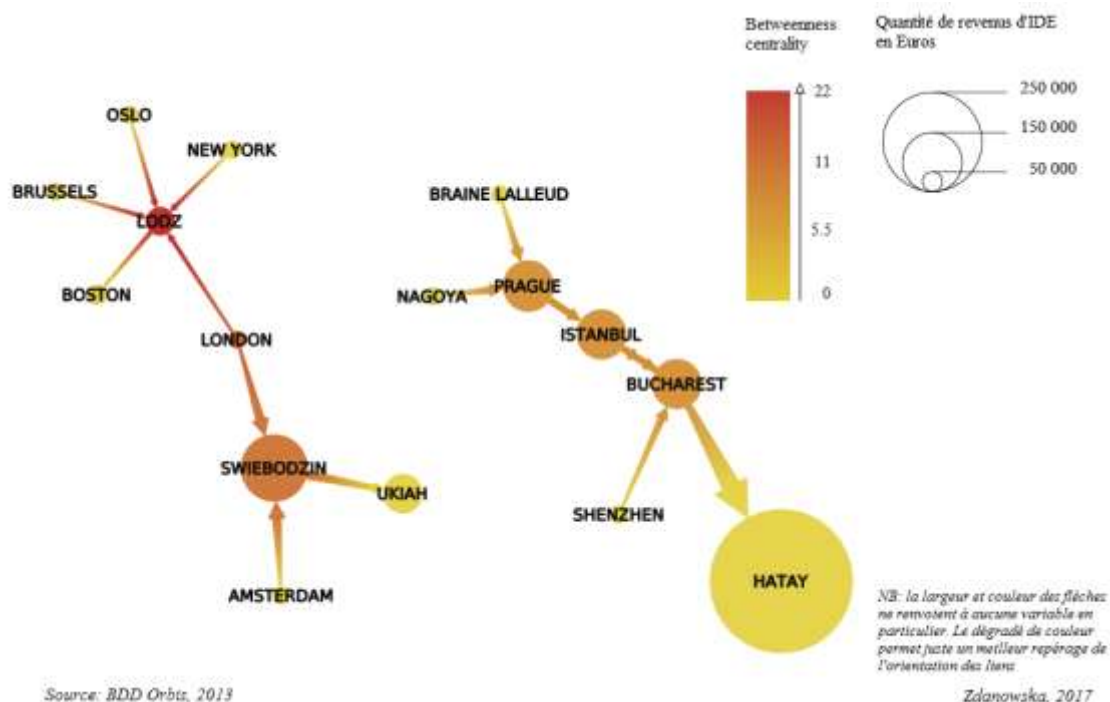 Betweenness
centrality
Quantité de revenus d'IDE
en Euros
22
11
5.5
0
250 000
150 000
50 000
OSLO
NEW YORK
BRUSSELS
LODZ
BOSTON
LONDON
SWIEBODZIN
UKIAH
AMSTERDAM
BRAINE LALLEUD
NAGOYA
PRAGUE
ISTANBUL
BUCHAREST
SHENZHEN
HATAY
NB: la largeur et couleur des flèches
ne renvoient à aucune variable en
particulier. Le dégradé de couleur
permet juste un meilleur repérage de
l'orientation des liens
Source: BDD Orbis, 2013
Zdanowska, 2017